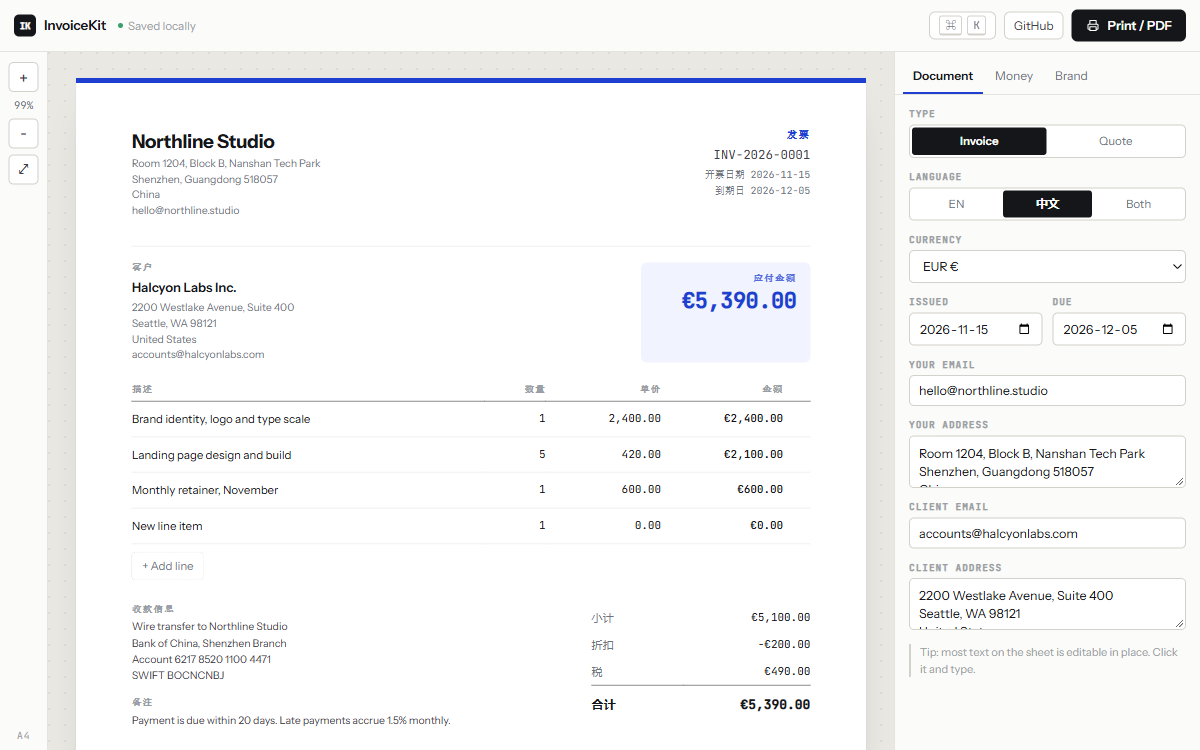 IK InvoiceKit Saved locally ⌘ K GitHub Print / PDF
+
99%
-
A4
Northline Studio
Room 1204, Block B, Nanshan Tech Park
Shenzhen, Guangdong 518057
China
hello@northline.studio
发票
INV-2026-0001
开票日期 2026-11-15
到期日 2026-12-05
客户
Halcyon Labs Inc.
2200 Westlake Avenue, Suite 400
Seattle, WA 98121
United States
accounts@halcyonlabs.com
应付金额
€5,390.00
描述 数量 单价 金额
Brand identity, logo and type scale 1 2,400.00 €2,400.00
Landing page design and build 5 420.00 €2,100.00
Monthly retainer, November 1 600.00 €600.00
New line item 1 0.00 €0.00
+ Add line
收款信息
Wire transfer to Northline Studio
Bank of China, Shenzhen Branch
Account 6217 8520 1100 4471
SWIFT BOCNCNBJ
备注
Payment is due within 20 days. Late payments accrue 1.5% monthly.
小计 €5,100.00
折扣 -€200.00
税 €490.00
合计 €5,390.00
Document Money Brand
TYPE
Invoice Quote
LANGUAGE
EN 中文 Both
CURRENCY
EUR €
ISSUED DUE
2026-11-15 2026-12-05
YOUR EMAIL
hello@northline.studio
YOUR ADDRESS
Room 1204, Block B, Nanshan Tech Park
Shenzhen, Guangdong 518057
CLIENT EMAIL
accounts@halcyonlabs.com
CLIENT ADDRESS
2200 Westlake Avenue, Suite 400
Seattle, WA 98121
Tip: most text on the sheet is editable in place. Click
it and type.